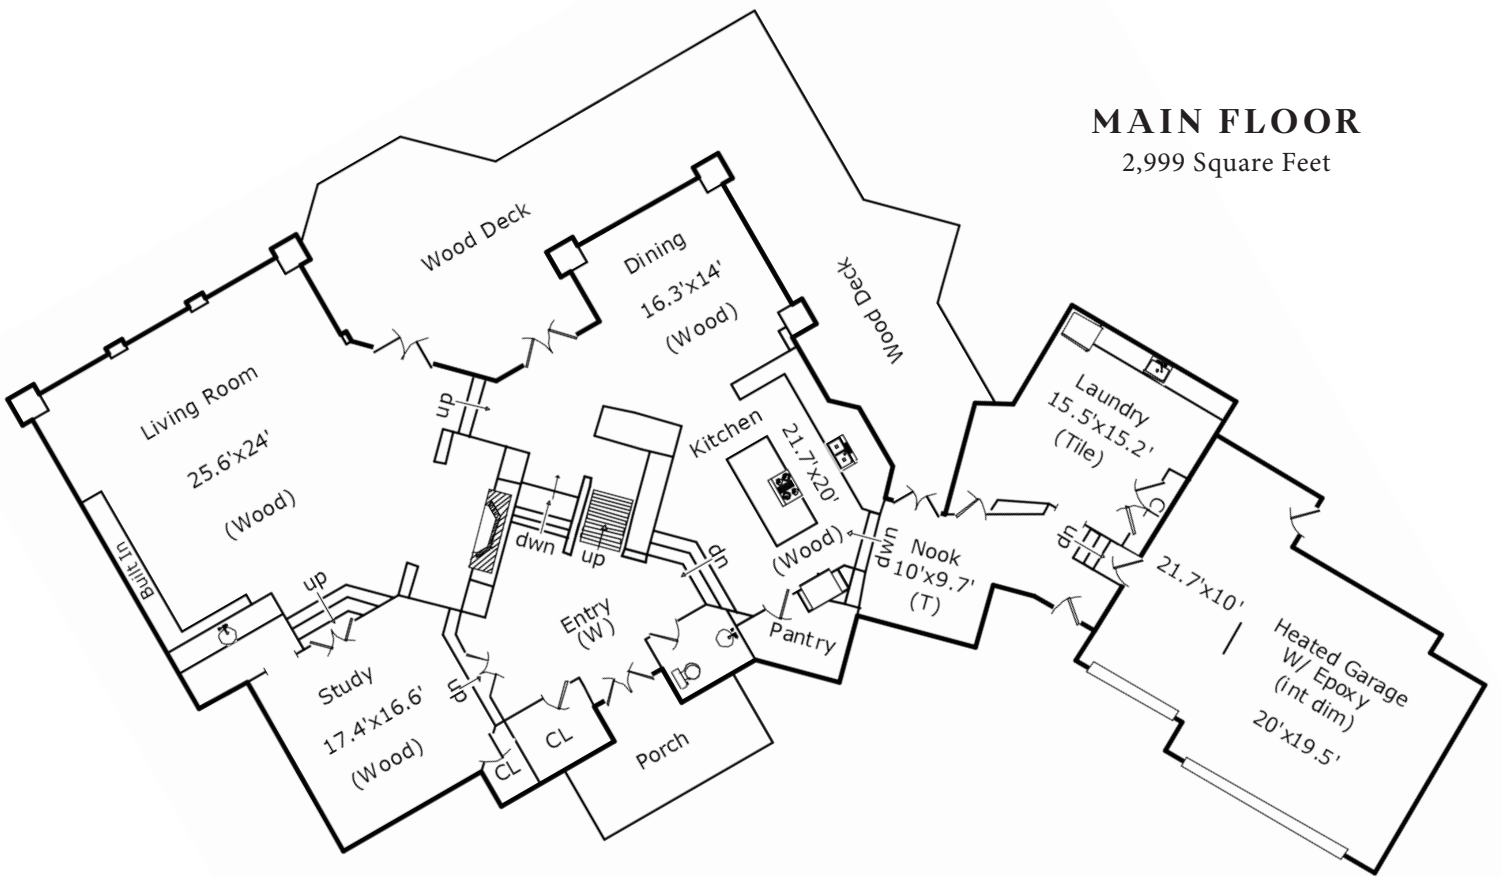 MAIN FLOOR
2,999 Square Feet
Wood Deck
Dining
16.3'x14'
(Wood)
Wood Deck
Living Room
25.6'x24'
(Wood)
Built In
up
up
Kitchen
21.7'x20'
(Wood)
Laundry
15.5'x15.2'
(Tile)
C
dn
dwn
up
dn
dwn
Nook
10'x9.7'
(T)
Entry
(W)
Pantry
up
Study
17.4'x16.6'
(Wood)
CL
CL
Porch
21.7'x10'
Heated Garage
W/ Epoxy
(int dim)
20'x19.5'